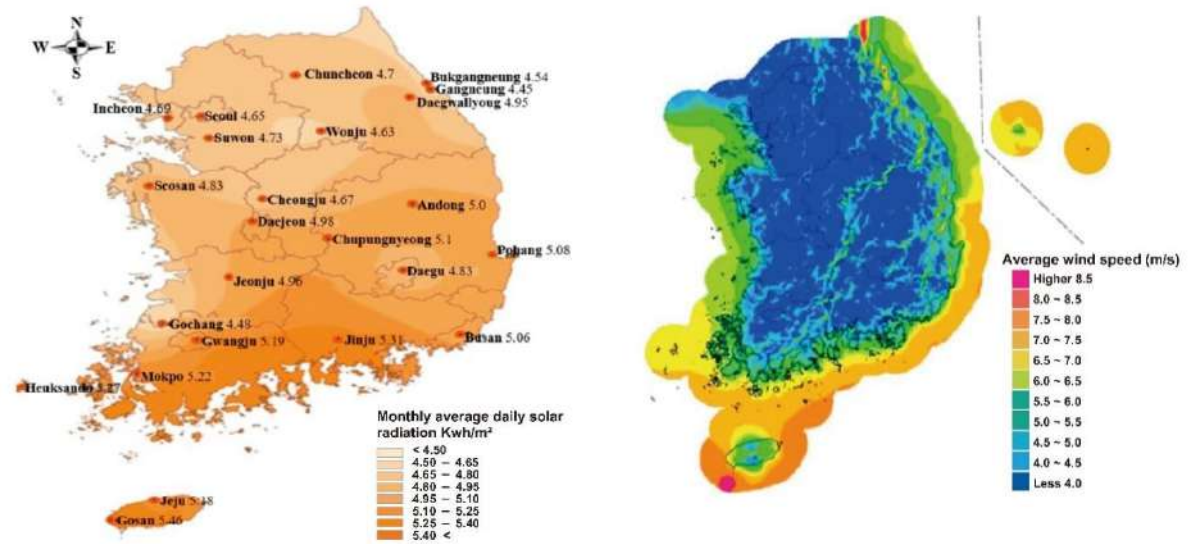 N
W E
S
Chuncheon 4.7
Bukgangneung 4.54
Gangneung 4.45
Daegwallyoung 4.95
Incheon 4.69
Seoul 4.65
Wonju 4.63
Suwon 4.73
Seosan 4.83
Cheongju 4.67
Andong 5.0
Daejeon 4.98
Chupungnyeong 5.1
Pohang 5.08
Daegu 4.83
Jeonju 4.96
Gochang 4.48
Gwangju 5.19
Jinju 5.31
Busan 5.06
Mokpo 5.22
Heuksando
Jeju 5.18
Gosan 5.46
Monthly average daily solar
radiation Kwh/m²
< 4.50
4.50 – 4.65
4.65 – 4.80
4.80 – 4.95
4.95 – 5.10
5.10 – 5.25
5.25 – 5.40
5.40 <
Average wind speed (m/s)
Higher 8.5
8.0 ~ 8.5
7.5 ~ 8.0
7.0 ~ 7.5
6.5 ~ 7.0
6.0 ~ 6.5
5.5 ~ 6.0
5.0 ~ 5.5
4.5 ~ 5.0
4.0 ~ 4.5
Less 4.0